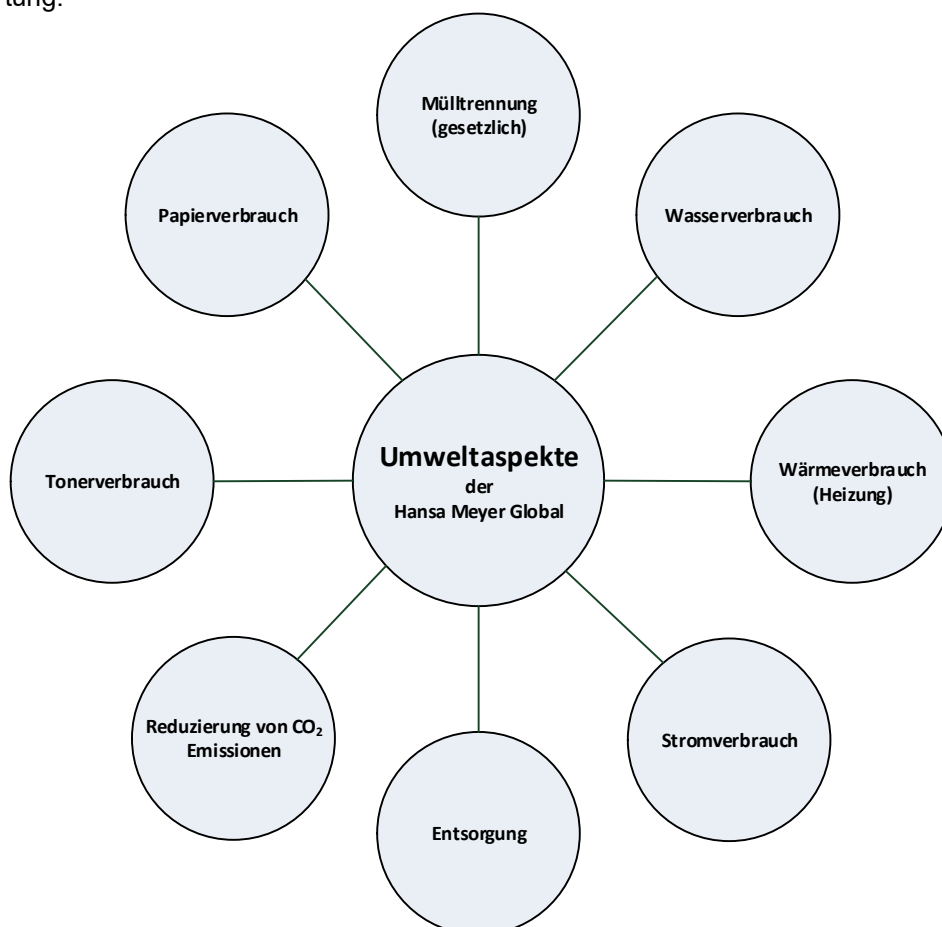 tung.
Mülltrennung
(gesetzlich)
Papierverbrauch
Wasserverbrauch
Umweltaspekte
der
Hansa Meyer Global
Tonerverbrauch
Wärmeverbrauch
(Heizung)
Reduzierung von CO₂
Emissionen
Stromverbrauch
Entsorgung